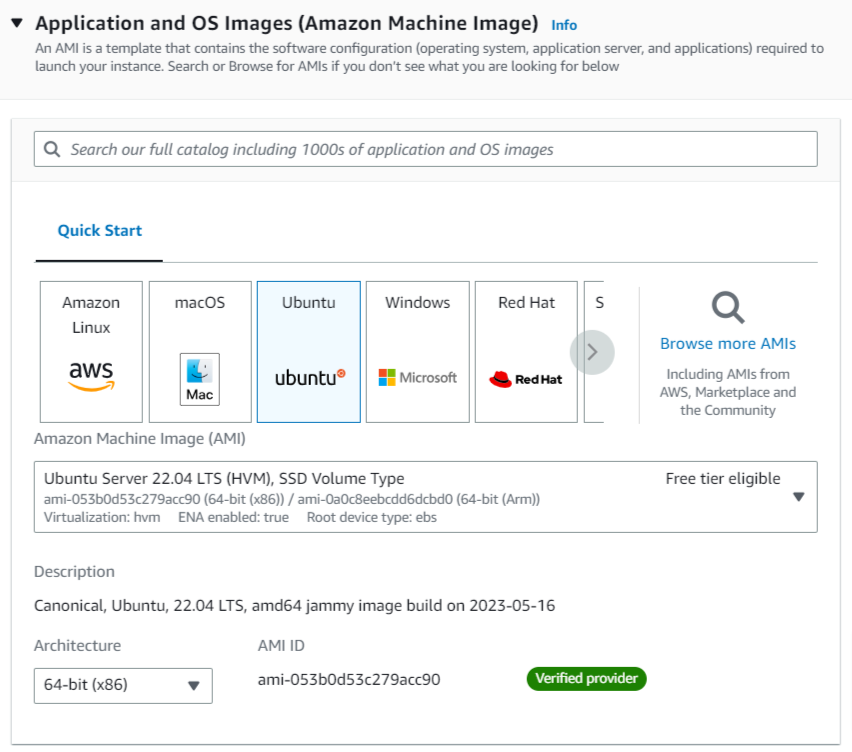 Application and OS Images (Amazon Machine Image) Info
An AMI is a template that contains the software configuration (operating system, application server, and applications) required to
launch your instance. Search or Browse for AMIs if you don't see what you are looking for below
Search our full catalog including 1000s of application and OS images
Quick Start
Amazon
Linux
aws
macOS
Mac
Ubuntu
ubuntu
Windows
Microsoft
Red Hat
Red Hat
S
Browse more AMIs
Including AMIs from
AWS, Marketplace and
the Community
Amazon Machine Image (AMI)
Ubuntu Server 22.04 LTS (HVM), SSD Volume Type Free tier eligible
ami-053b0d53c279acc90 (64-bit (x86)) / ami-0a0c8eebcdd6dcbd0 (64-bit (Arm))
Virtualization: hvm ENA enabled: true Root device type: ebs
Description
Canonical, Ubuntu, 22.04 LTS, amd64 jammy image build on 2023-05-16
Architecture AMI ID
64-bit (x86) ami-053b0d53c279acc90 Verified provider